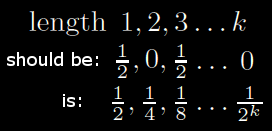 length 1, 2, 3 … k
should be: 1/2, 0, 1/2 … 0
is: 1/2, 1/4, 1/8 … 1/2^k